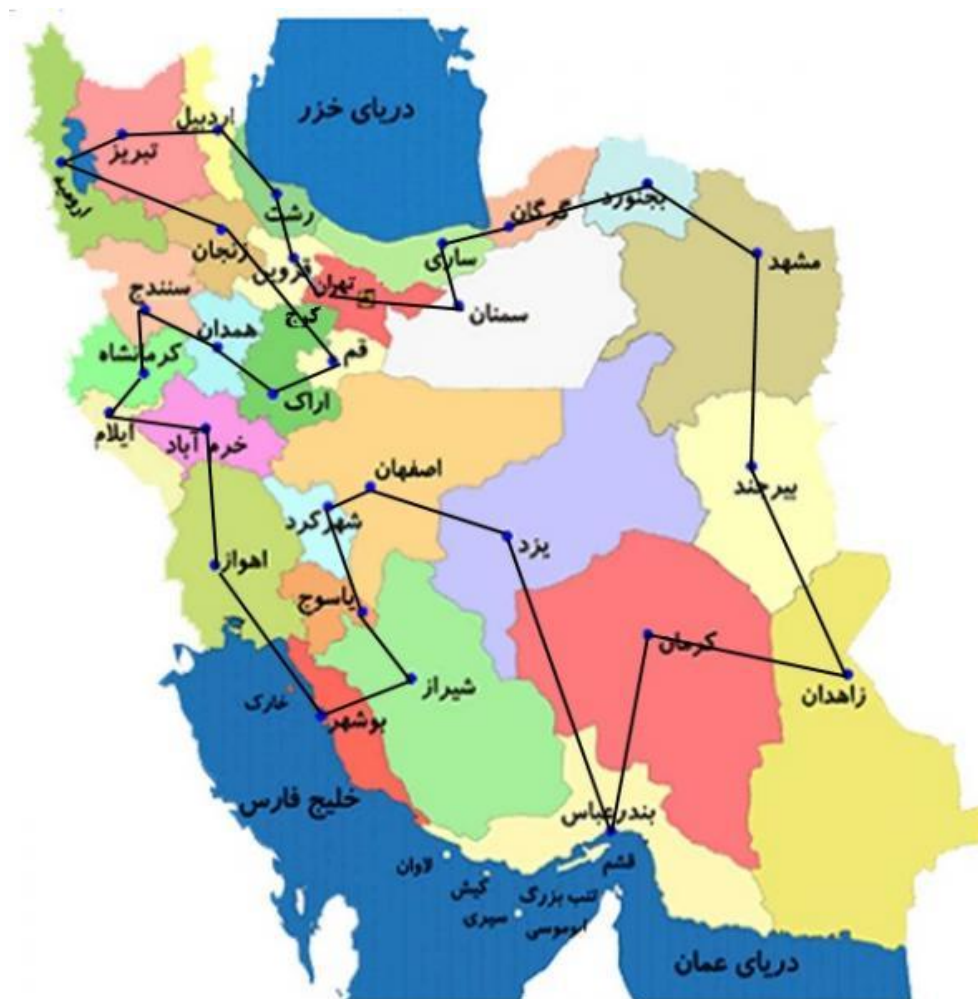 دریای خزر
اردبیل
تبریز
ارومیه
رشت
گرگان
بجنورد
زنجان
قزوین
ساری
مشهد
تهران
سنندج
کرج
سمنان
همدان
کرمانشاه
قم
اراک
ایلام
خرم آباد
اصفهان
بیرجند
شهرکرد
یزد
اهواز
یاسوج
کرمان
شیراز
زاهدان
خارک
بوشهر
خلیج فارس
بندرعباس
لاوان
قشم
کیش
تنب بزرگ
سیری
ابوموسی
دریای عمان